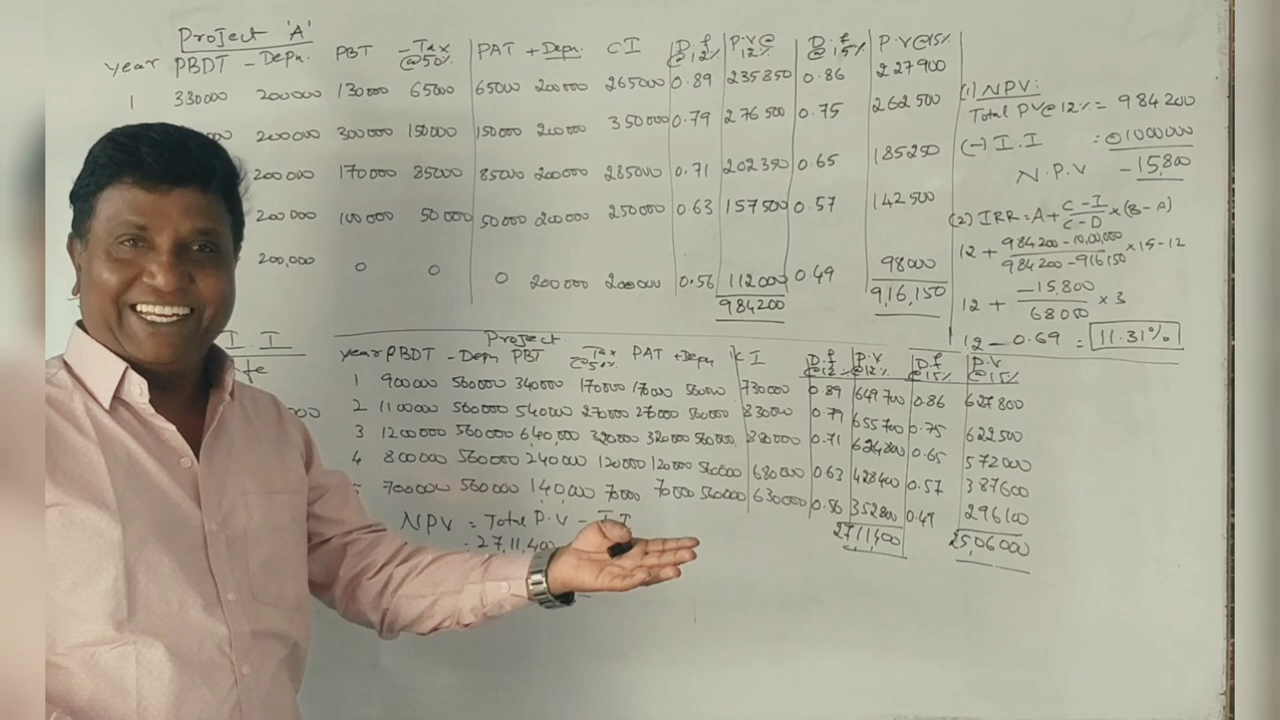 Project 'A'
year PBDT - Depn. PBT - Tax @50% PAT + Depn. C I D.f @12% P.V@ 12% D.f @15% P.V@15%
1 330000 200000 130000 65000 65000 200000 265000 0.89 235850 0.86 227900
200000 300000 150000 150000 200000 350000 0.79 276500 0.75 262500
200000 170000 85000 85000 200000 285000 0.71 202350 0.65 185250
200000 100000 50000 50000 200000 250000 0.63 157500 0.57 142500
200,000 0 0 0 200000 200000 0.56 112000 0.49 98000
984200 9,16,150
(1) NPV:
Total PV@12% = 984200
(-) I.I = 1000000
N.P.V - 15,800
(2) IRR = A + C-I/C-D × (B-A)
12 + 984200 - 10,00,000/984200 - 916150 × 15-12
12 + -15,800/68050 × 3
12 - 0.69 = 11.31%
I.I
Project
year PBDT - Depn PBT Tax @50% PAT + Depn C I D.f @12% P.V @12% D.f @15% P.V @15%
1 900000 560000 340000 170000 170000 560000 730000 0.89 649700 0.86 627800
2 1100000 560000 540000 270000 270000 560000 830000 0.79 655700 0.75 622500
3 1200000 560000 640,000 320000 320000 560000 880000 0.71 624800 0.65 572000
4 800000 560000 240000 120000 120000 560000 680000 0.63 428400 0.57 387600
700000 560000 140,000 70000 70000 560000 630000 0.56 352800 0.49 296100
2711,400 25,06000
NPV = Total P.V - I.I
= 27,11,400